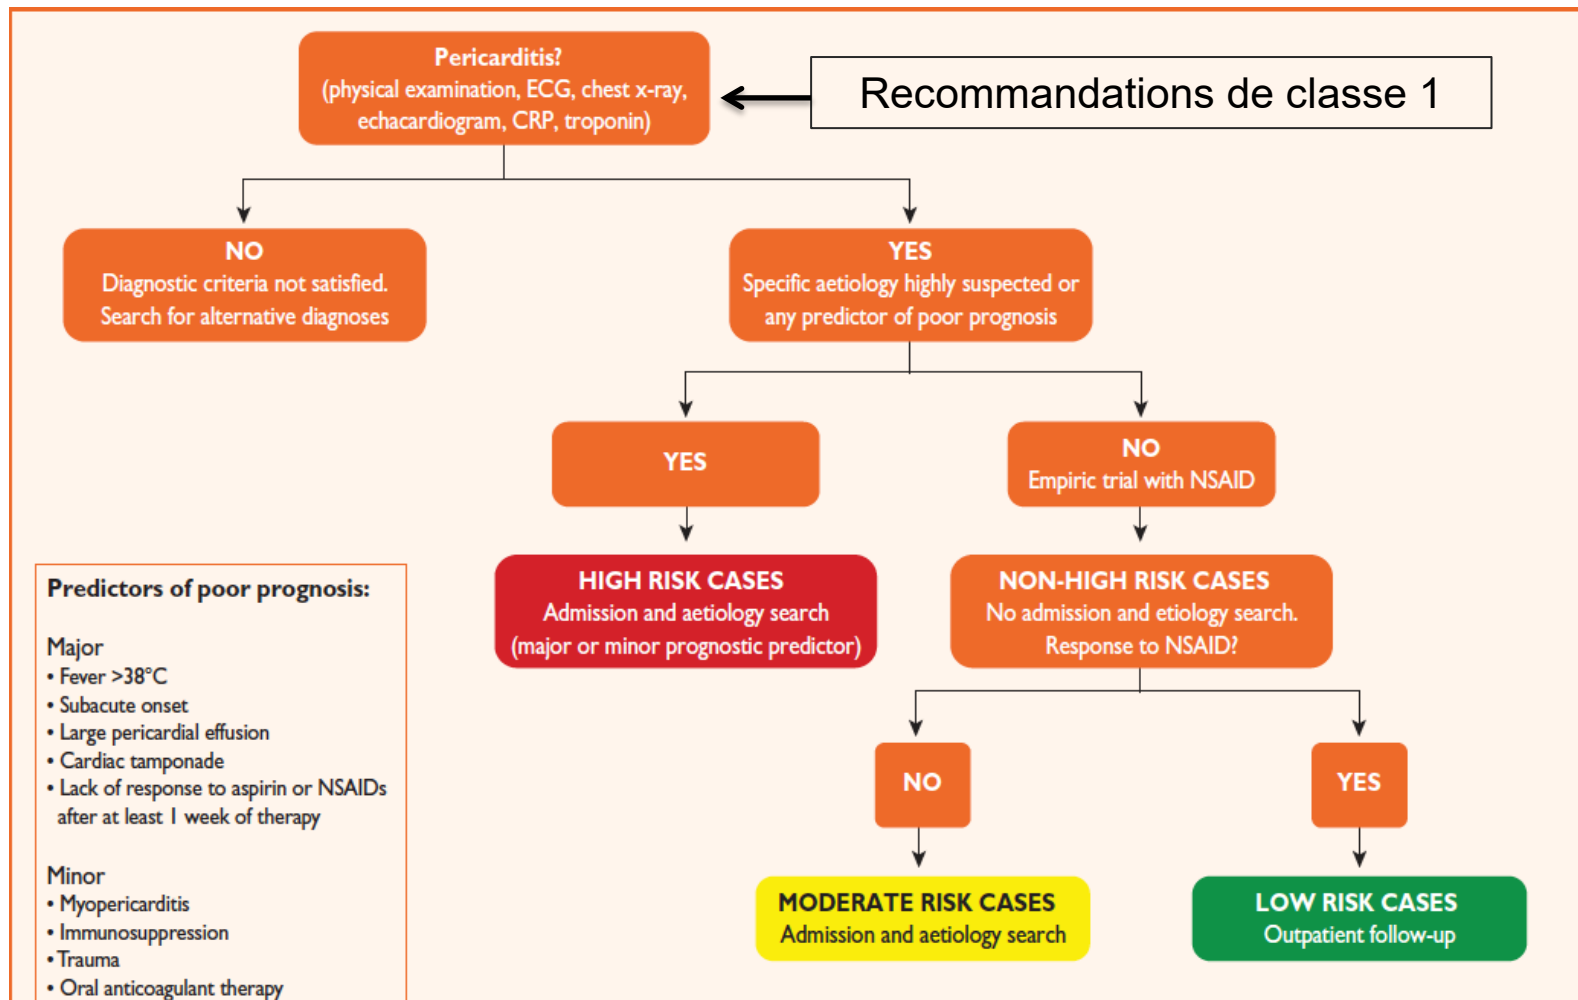 Pericarditis?
(physical examination, ECG, chest x-ray,
echacardiogram, CRP, troponin)
Recommandations de classe 1
NO
Diagnostic criteria not satisfied.
Search for alternative diagnoses
YES
Specific aetiology highly suspected or
any predictor of poor prognosis
YES
NO
Empiric trial with NSAID
HIGH RISK CASES
Admission and aetiology search
(major or minor prognostic predictor)
NON-HIGH RISK CASES
No admission and etiology search.
Response to NSAID?
NO
YES
MODERATE RISK CASES
Admission and aetiology search
LOW RISK CASES
Outpatient follow-up
Predictors of poor prognosis:
Major
• Fever >38°C
• Subacute onset
• Large pericardial effusion
• Cardiac tamponade
• Lack of response to aspirin or NSAIDs
after at least 1 week of therapy
Minor
• Myopericarditis
• Immunosuppression
• Trauma
• Oral anticoagulant therapy